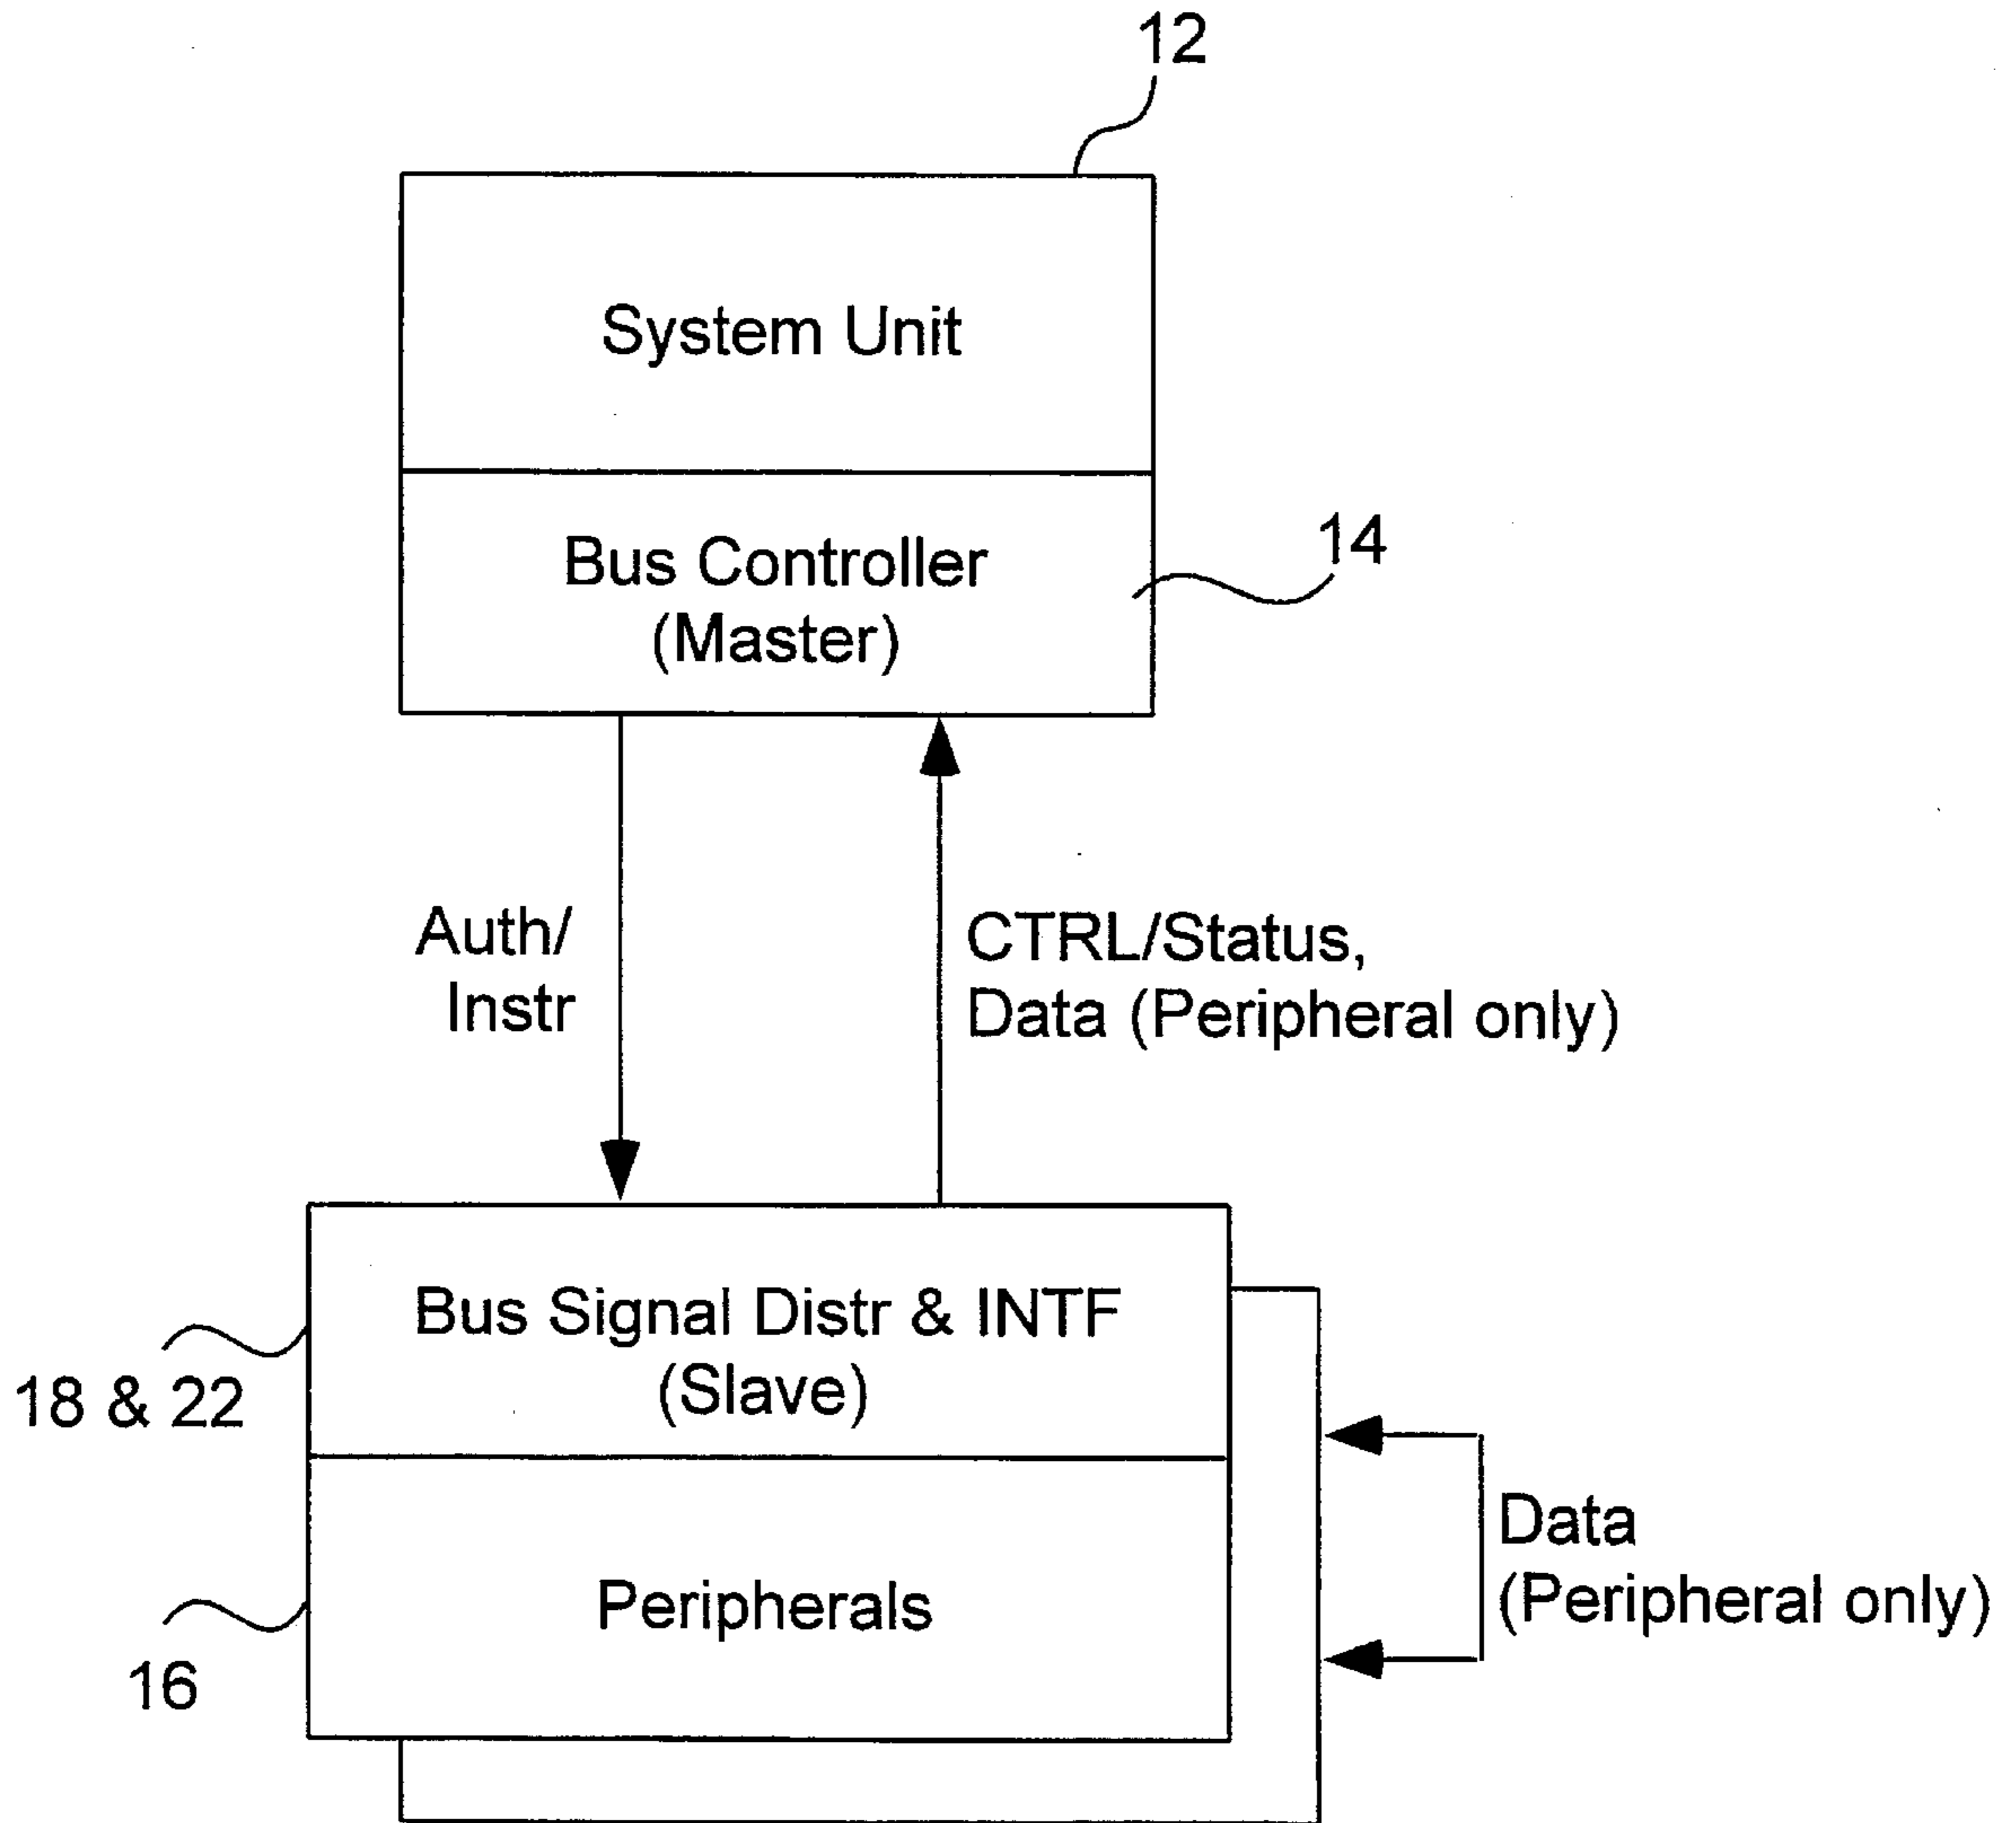 12
System Unit
Bus Controller
(Master)
14
Auth/
Instr
CTRL/Status,
Data (Peripheral only)
Bus Signal Distr & INTF
(Slave)
18 & 22
Peripherals
16
Data
(Peripheral only)